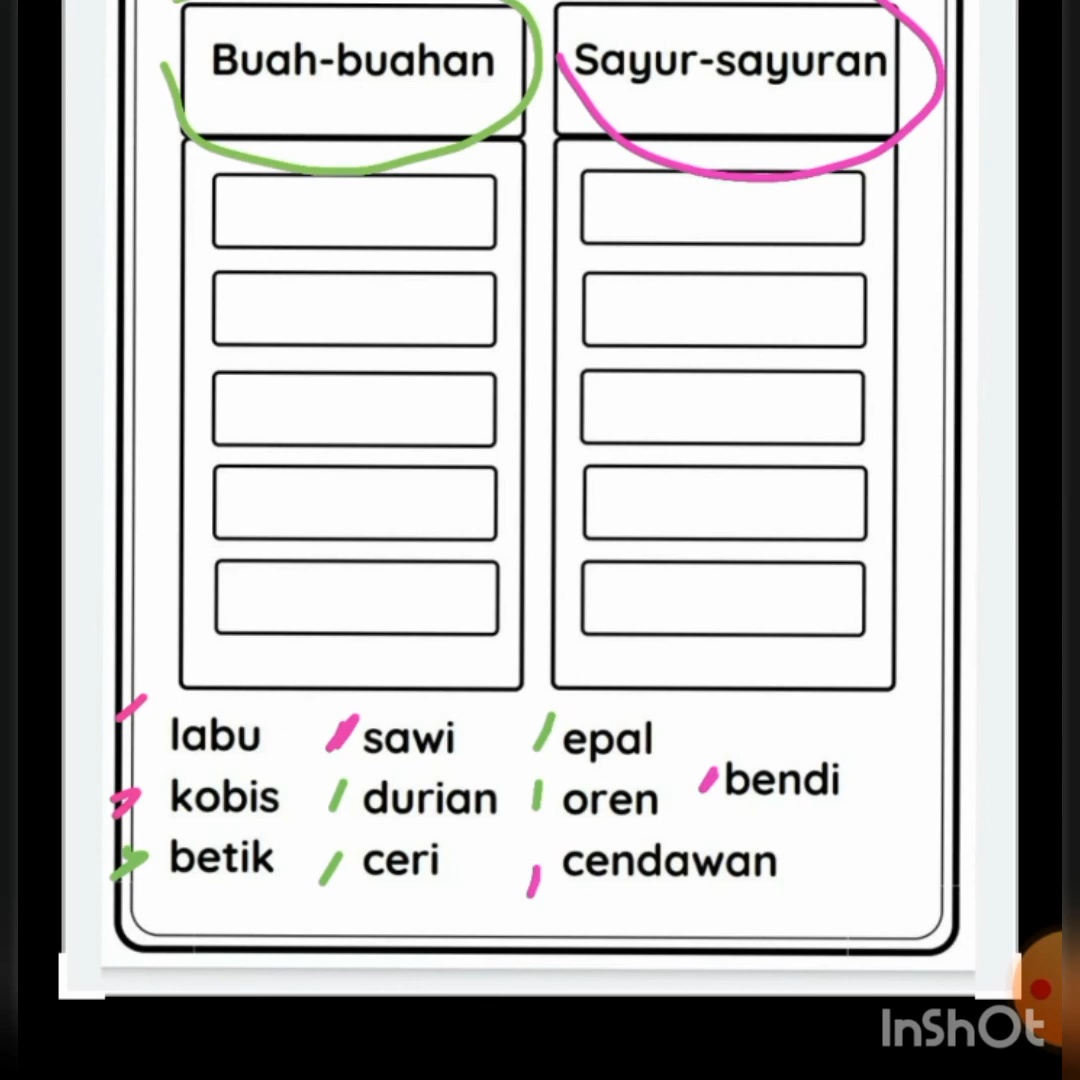 Buah-buahan
Sayur-sayuran
labu
sawi
epal
bendi
kobis
durian
oren
betik
ceri
cendawan
InShOt